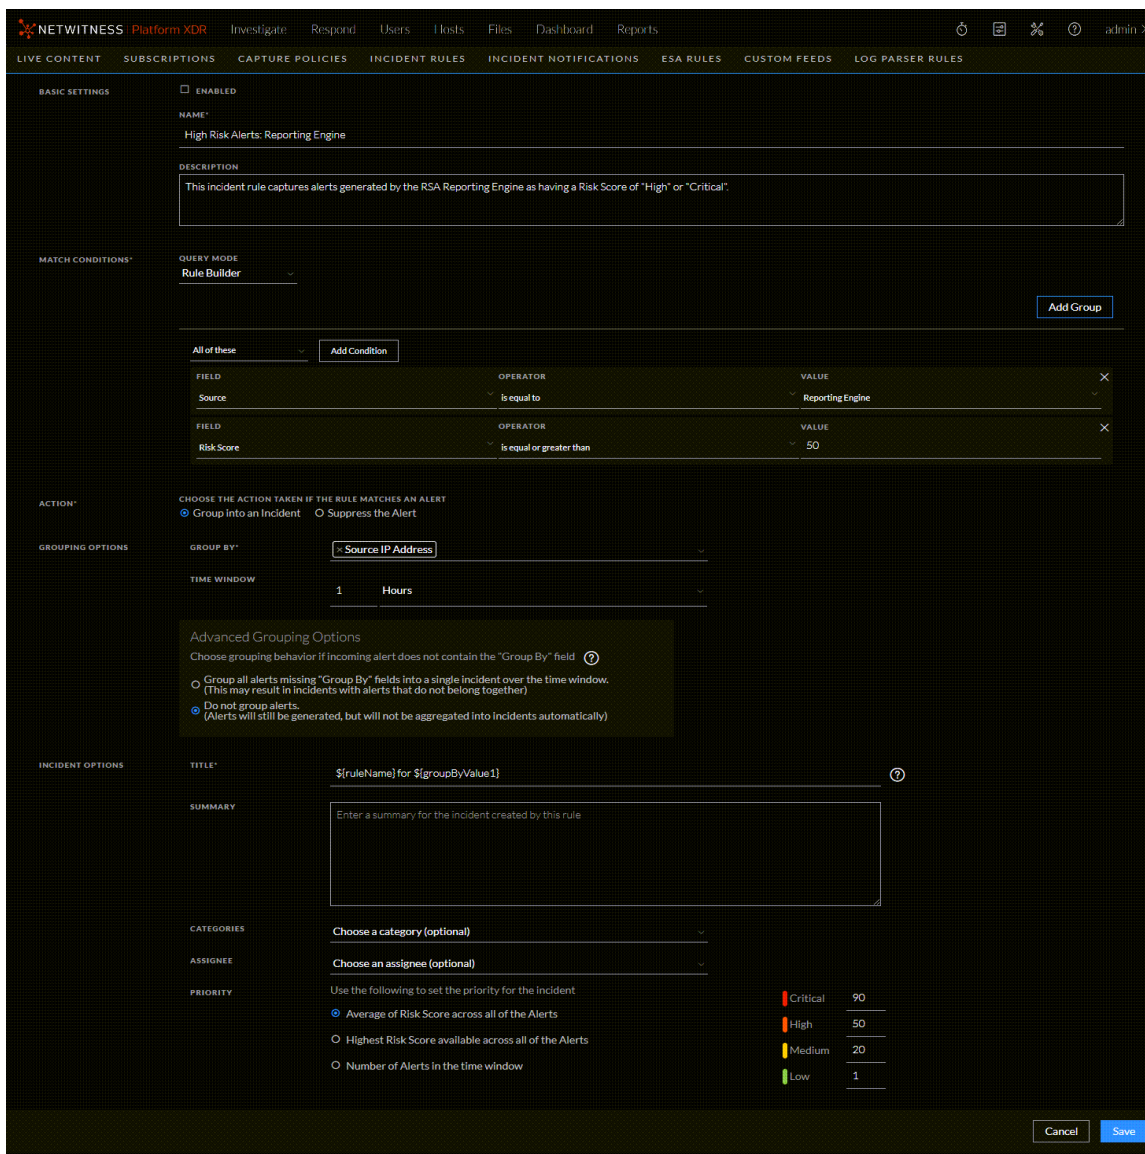 NETWITNESS Platform XDR Investigate Respond Users Hosts Files Dashboard Reports admin
LIVE CONTENT SUBSCRIPTIONS CAPTURE POLICIES INCIDENT RULES INCIDENT NOTIFICATIONS ESA RULES CUSTOM FEEDS LOG PARSER RULES
BASIC SETTINGS ENABLED
NAME*
High Risk Alerts: Reporting Engine
DESCRIPTION
This incident rule captures alerts generated by the RSA Reporting Engine as having a Risk Score of "High" or "Critical".
MATCH CONDITIONS* QUERY MODE
Rule Builder
Add Group
All of these Add Condition
FIELD OPERATOR VALUE
Source is equal to Reporting Engine
FIELD OPERATOR VALUE
Risk Score is equal or greater than 50
ACTION* CHOOSE THE ACTION TAKEN IF THE RULE MATCHES AN ALERT
Group into an Incident Suppress the Alert
GROUPING OPTIONS GROUP BY* × Source IP Address
TIME WINDOW
1 Hours
Advanced Grouping Options
Choose grouping behavior if incoming alert does not contain the "Group By" field ?
Group all alerts missing "Group By" fields into a single incident over the time window.
(This may result in incidents with alerts that do not belong together)
Do not group alerts.
(Alerts will still be generated, but will not be aggregated into incidents automatically)
INCIDENT OPTIONS TITLE*
${ruleName} for ${groupByValue1} ?
SUMMARY
Enter a summary for the incident created by this rule
CATEGORIES Choose a category (optional)
ASSIGNEE Choose an assignee (optional)
PRIORITY Use the following to set the priority for the incident
Average of Risk Score across all of the Alerts
Highest Risk Score available across all of the Alerts
Number of Alerts in the time window
Critical 90
High 50
Medium 20
Low 1
Cancel Save